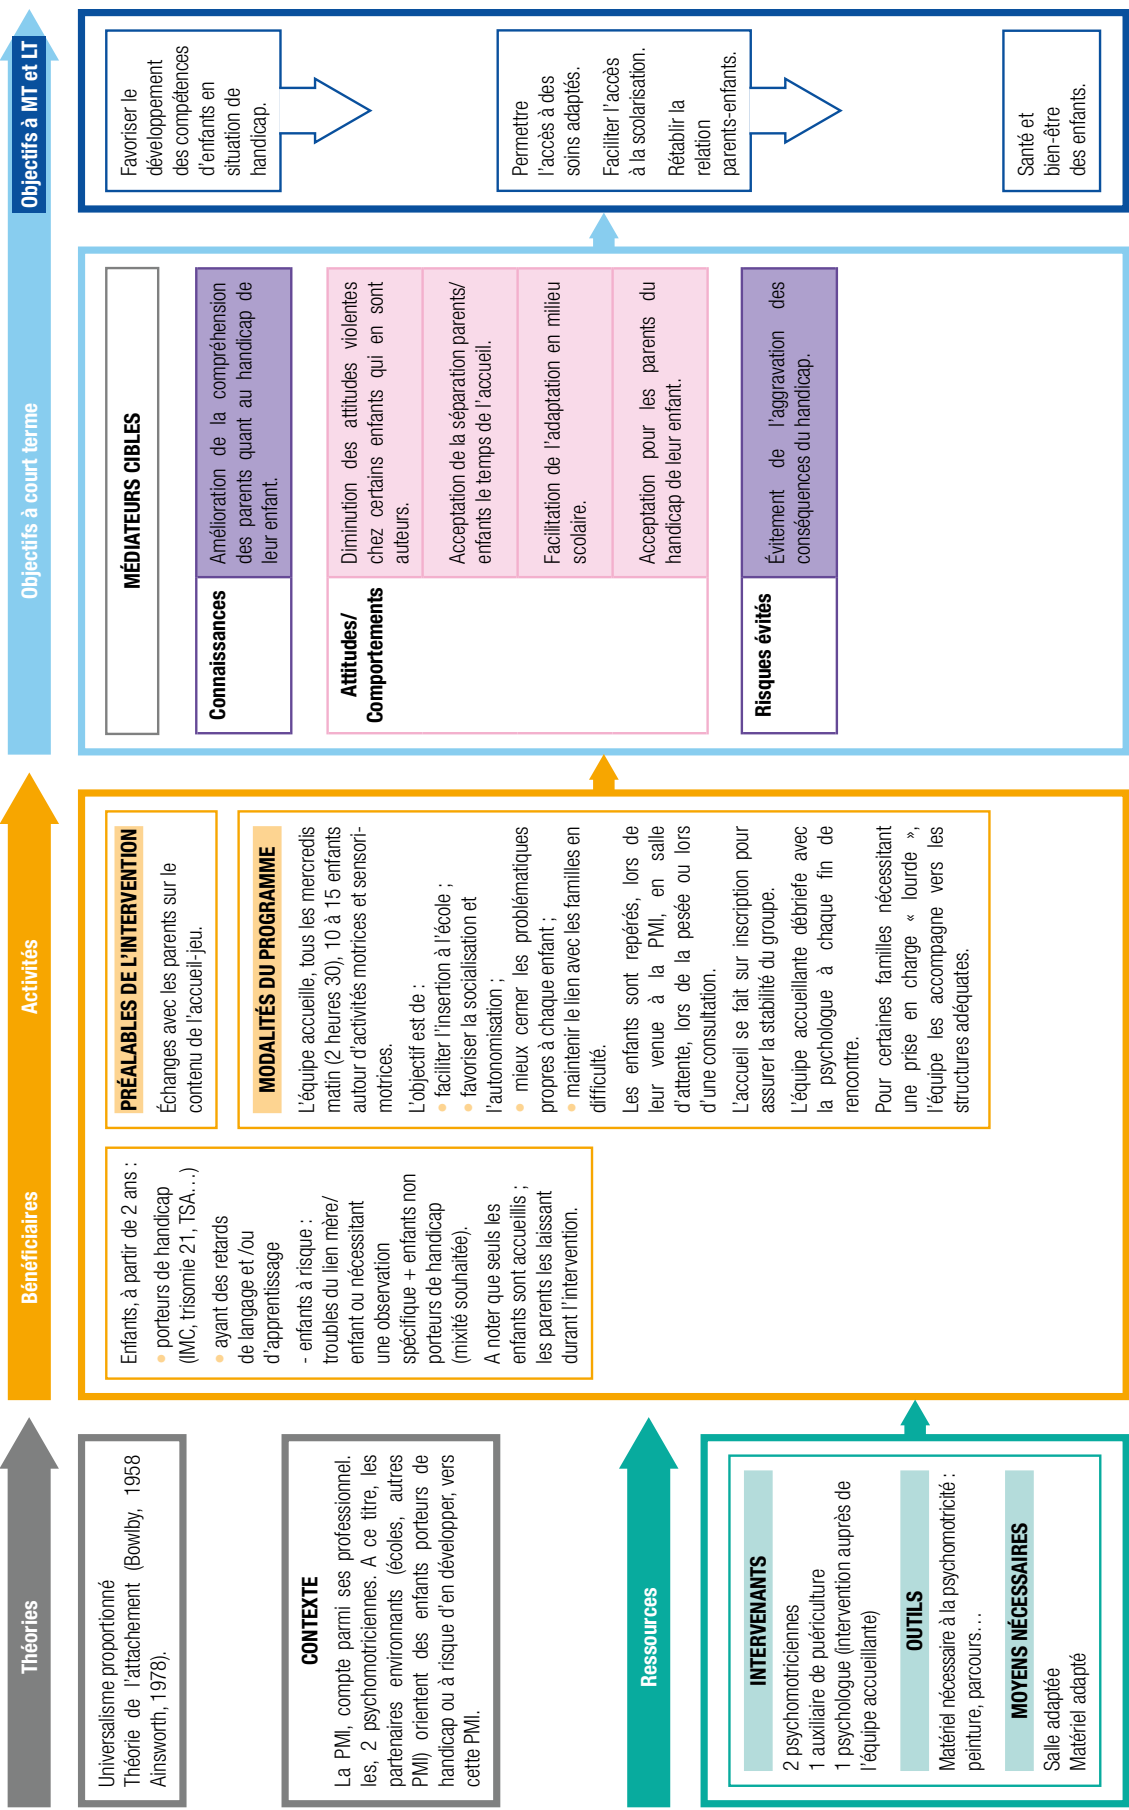 Théories
Universalisme proportionné
Théorie de l'attachement (Bowlby, 1958
Ainsworth, 1978).
CONTEXTE
La PMI, compte parmi ses professionnel.
les, 2 psychomotriciennes. A ce titre, les
partenaires environnants (écoles, autres
PMI) orientent des enfants porteurs de
handicap ou à risque d'en développer, vers
cette PMI.
Ressources
INTERVENANTS
2 psychomotriciennes
1 auxiliaire de puériculture
1 psychologue (intervention auprès de
l'équipe accueillante)
OUTILS
Matériel nécessaire à la psychomotricité :
peinture, parcours…
MOYENS NÉCESSAIRES
Salle adaptée
Matériel adapté
Bénéficiaires
Activités
Enfants, à partir de 2 ans :
• porteurs de handicap
(IMC, trisomie 21, TSA…)
• ayant des retards
de langage et /ou
d'apprentissage
- enfants à risque :
troubles du lien mère/
enfant ou nécessitant
une observation
spécifique + enfants non
porteurs de handicap
(mixité souhaitée).
A noter que seuls les
enfants sont accueillis ;
les parents les laissant
durant l'intervention.
PRÉALABLES DE L'INTERVENTION
Échanges avec les parents sur le
contenu de l'accueil-jeu.
MODALITÉS DU PROGRAMME
L'équipe accueille, tous les mercredis
matin (2 heures 30), 10 à 15 enfants
autour d'activités motrices et sensori-
motrices.
L'objectif est de :
• faciliter l'insertion à l'école ;
• favoriser la socialisation et
l'autonomisation ;
• mieux cerner les problématiques
propres à chaque enfant ;
• maintenir le lien avec les familles en
difficulté.
Les enfants sont repérés, lors de
leur venue à la PMI, en salle
d'attente, lors de la pesée ou lors
d'une consultation.
L'accueil se fait sur inscription pour
assurer la stabilité du groupe.
L'équipe accueillante débriefe avec
la psychologue à chaque fin de
rencontre.
Pour certaines familles nécessitant
une prise en charge « lourde »,
l'équipe les accompagne vers les
structures adéquates.
Objectifs à court terme
MÉDIATEURS CIBLES
Connaissances
Amélioration de la compréhension
des parents quant au handicap de
leur enfant.
Attitudes/
Comportements
Diminution des attitudes violentes
chez certains enfants qui en sont
auteurs.
Acceptation de la séparation parents/
enfants le temps de l'accueil.
Facilitation de l'adaptation en milieu
scolaire.
Acceptation pour les parents du
handicap de leur enfant.
Risques évités
Évitement de l'aggravation des
conséquences du handicap.
Objectifs à MT et LT
Favoriser le
développement
des compétences
d'enfants en
situation de
handicap.
Permettre
l'accès à des
soins adaptés.
Faciliter l'accès
à la scolarisation.
Rétablir la
relation
parents-enfants.
Santé et
bien-être
des enfants.